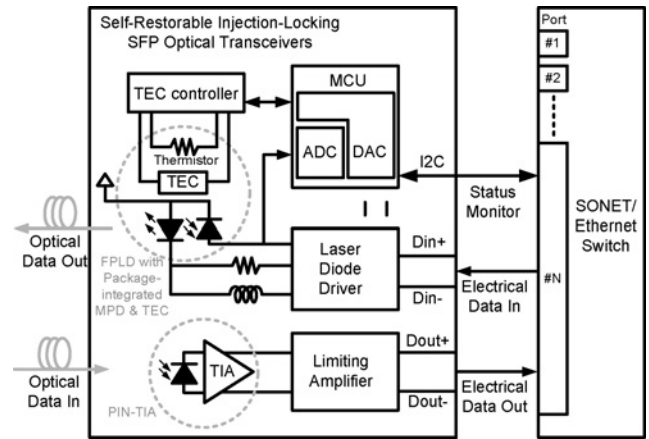 Self-Restorable Injection-Locking
SFP Optical Transceivers
Port
#1
#2
#N
TEC controller
MCU
ADC
DAC
Thermistor
TEC
I2C
Status
Monitor
SONET/
Ethernet
Switch
Optical
Data Out
FPLD with
Package-
integrated
MPD & TEC
Laser
Diode
Driver
Din+
Din-
Electrical
Data In
Optical
Data In
TIA
PIN-TIA
Limiting
Amplifier
Dout+
Dout-
Electrical
Data Out